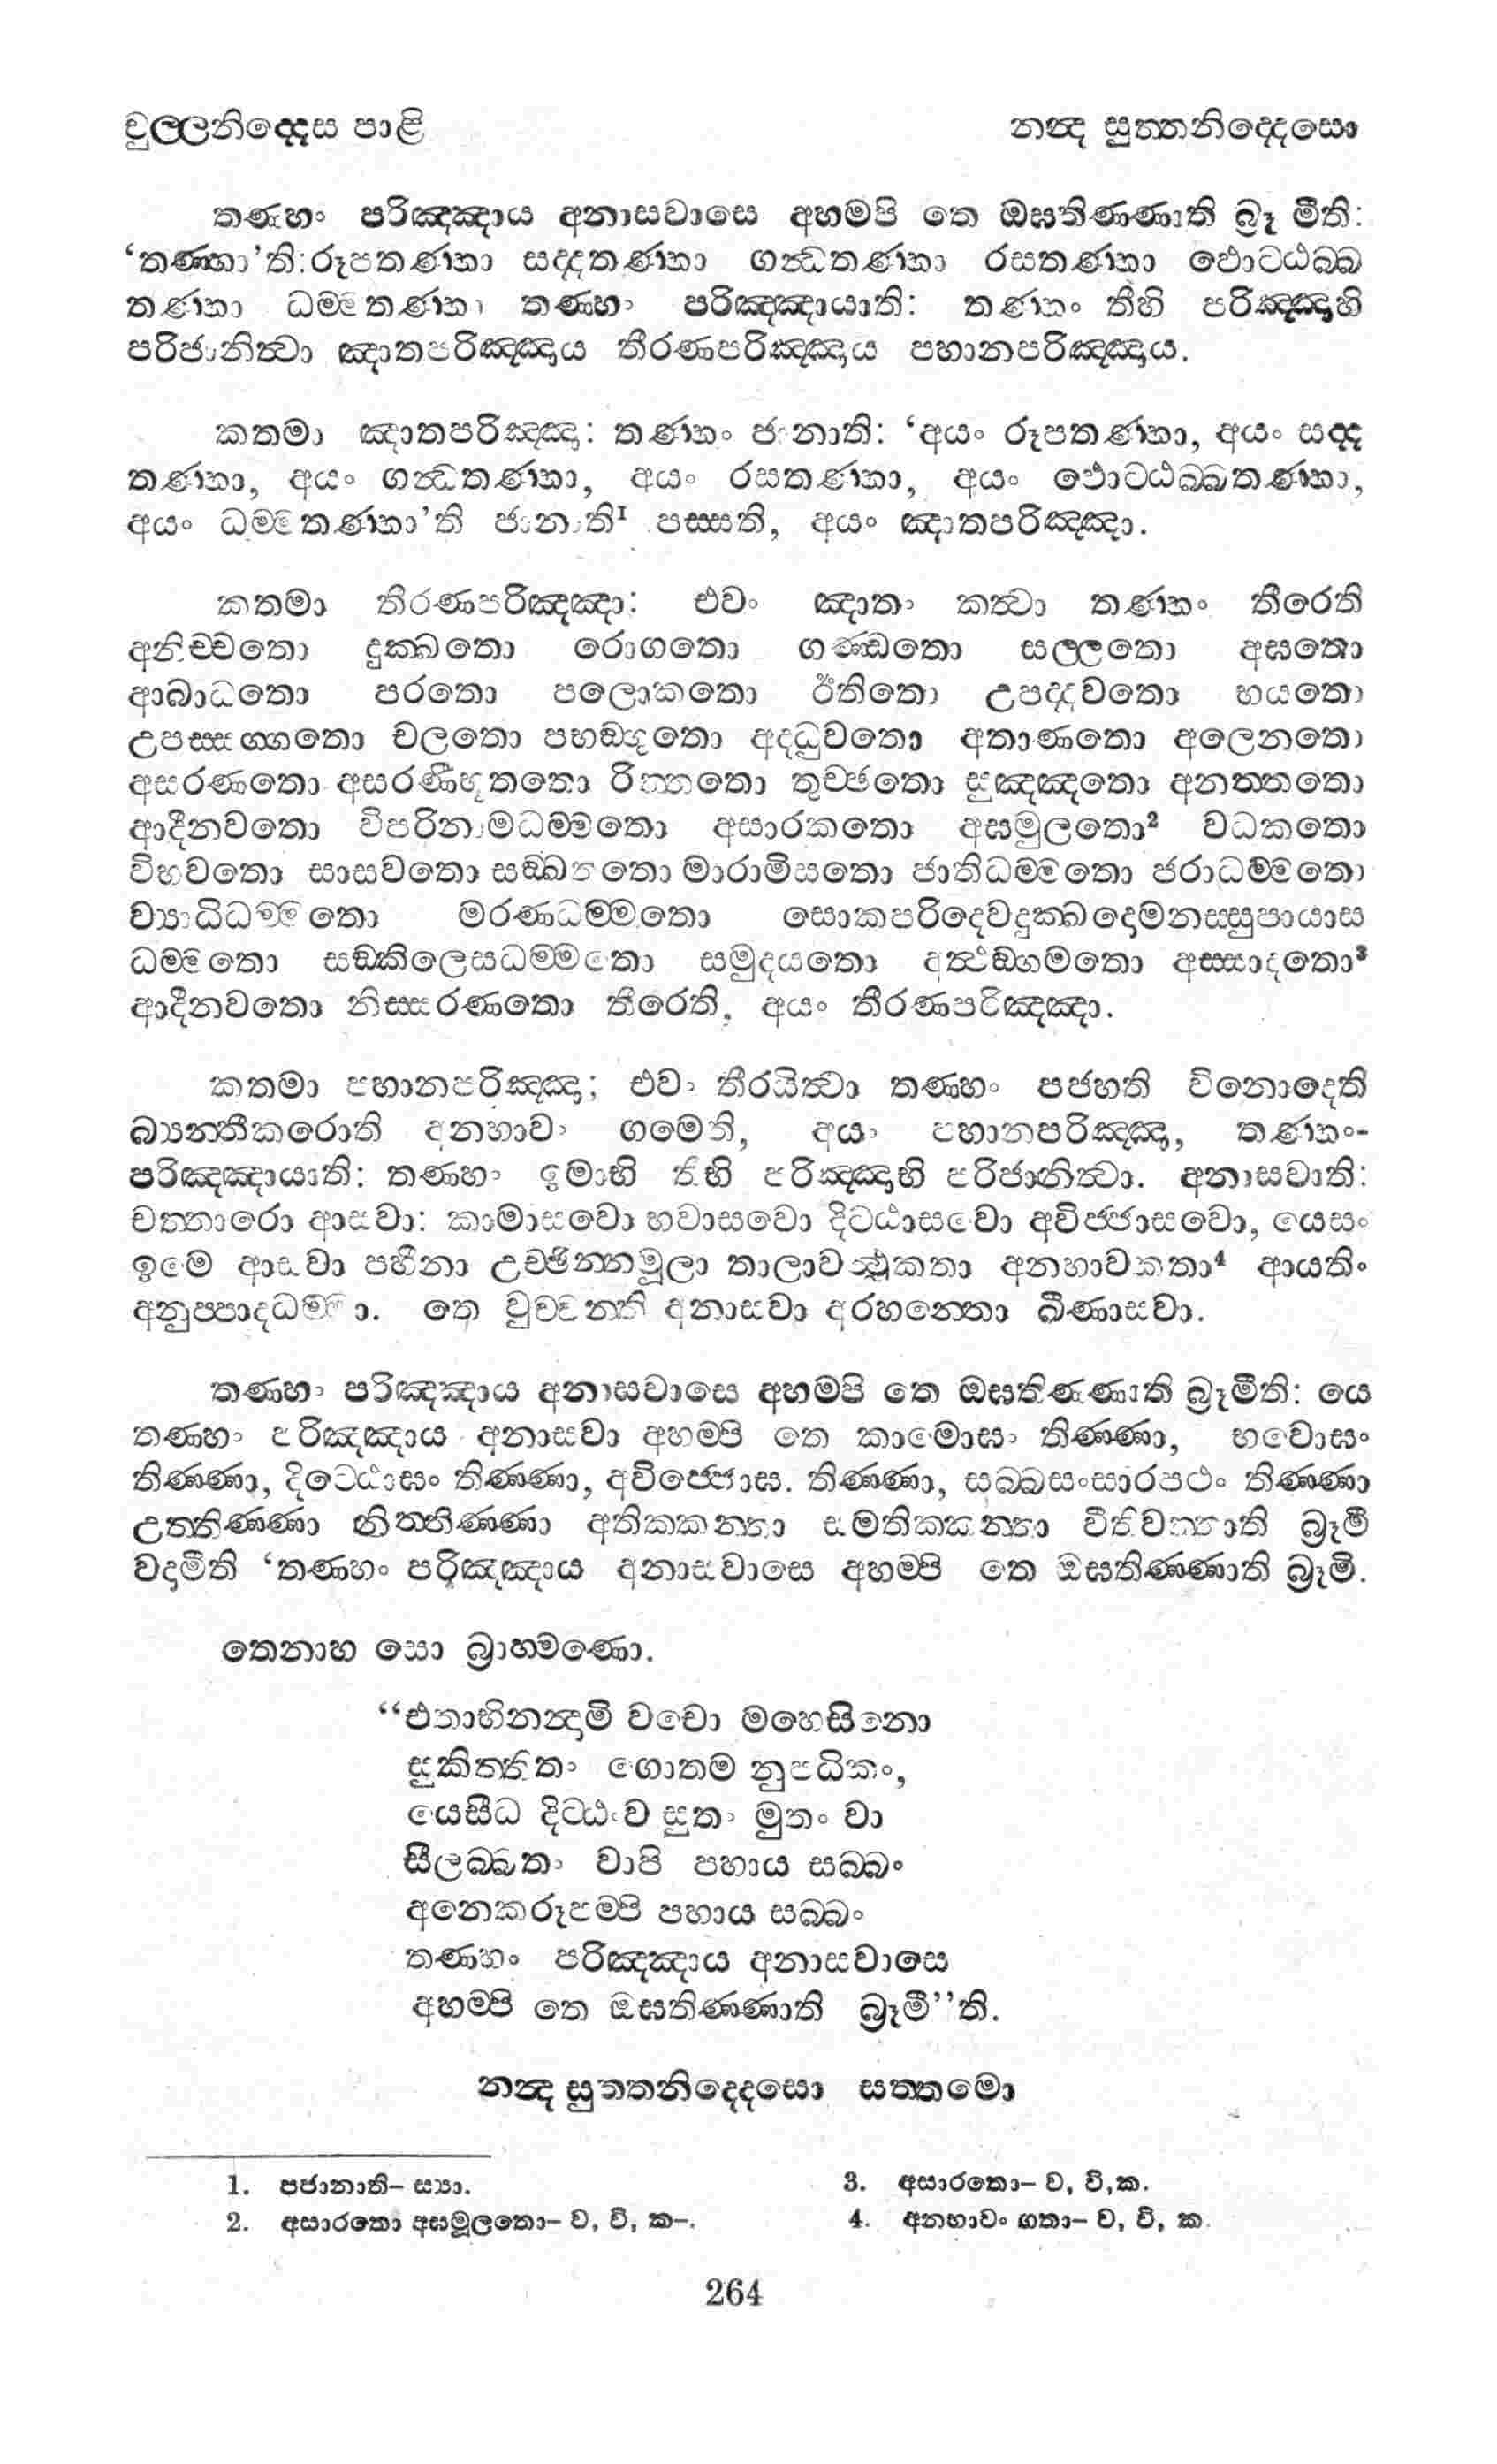 චුල්ලනිද්දෙස පාළි නන්ද සුත්තනිද්දෙසො
තණ්හං පරිඤ්ඤාය අනාසවාසෙ අහම්පි තෙ ඔඝතිණ්ණාති බ්‍රෑමීති:
‘තණ්හා’ති: රූපතණ්හා සද්දතණ්හා ගන්ධතණ්හා රසතණ්හා ඵොට්ඨබ්බ
තණ්හා ධම්මතණ්හා තණ්හං පරිඤ්ඤායාති: තණ්හං තීහි පරිඤ්ඤාහි
පරිජානිත්වා ඤාතපරිඤ්ඤාය තීරණපරිඤ්ඤාය පහානපරිඤ්ඤාය.
කතමා ඤාතපරිඤ්ඤා: තණ්හං ජානාති: ‘අයං රූපතණ්හා, අයං සද්ද
තණ්හා, අයං ගන්ධතණ්හා, අයං රසතණ්හා, අයං ඵොට්ඨබ්බතණ්හා,
අයං ධම්මතණ්හා’ති ජානාති¹ පස්සති, අයං ඤාතපරිඤ්ඤා.
කතමා තිරණපරිඤ්ඤා: එවං ඤාතං කත්වා තණ්හං තීරෙති
අනිච්චතො දුක්ඛතො රොගතො ගණ්ඩතො සල්ලතො අඝතො
ආබාධතො පරතො පලොකතො ඊතිතො උපද්දවතො භයතො
උපස්සග්ගතො චලතො පභඞ්ගුතො අද්ධුවතො අතාණතො අලෙනතො
අසරණතො අසරණීභූතතො රිත්තතො තුච්ඡතො සුඤ්ඤතො අනත්තතො
ආදීනවතො විපරිනාමධම්මතො අසාරකතො අඝමුලතො² වධකතො
විභවතො සාසවතො සඞ්ඛතතො මාරාමිසතො ජාතිධම්මතො ජරාධම්මතො
ව්‍යාධිධම්මතො මරණධම්මතො සොකපරිදෙවදුක්ඛදොමනස්සුපායාස
ධම්මතො සඞ්කිලෙසධම්මතො සමුදයතො අත්ථඞ්ගමතො අස්සාදතො³
ආදීනවතො නිස්සරණතො තීරෙති, අයං තීරණපරිඤ්ඤා.
කතමා පහානපරිඤ්ඤා; එවං තීරයිත්වා තණ්හං පජහති විනොදෙති
බ්‍යන්තීකරොති අනභාවං ගමෙති, අයං පහානපරිඤ්ඤා, තණ්හං-
පරිඤ්ඤායාති: තණ්හං ඉමාභි තීභි පරිඤ්ඤාභි පරිජානිත්වා. අනාසවාති:
චත්තාරො ආසවා: කාමාසවො භවාසවො දිට්ඨාසවො අවිජ්ජාසවො, යෙසං
ඉමෙ ආසවා පහීනා උච්ඡින්නමූලා තාලාවත්ථුකතා අනභාවකතා⁴ ආයතිං
අනුප්පාදධම්මා. තෙ වුච්චන්ති අනාසවා අරහන්තො ඛීණාසවා.
තණ්හං පරිඤ්ඤාය අනාසවාසෙ අහම්පි තෙ ඔඝතිණ්ණාති බ්‍රෑමීති: යෙ
තණ්හං පරිඤ්ඤාය අනාසවා අහම්පි තෙ කාමොඝං තිණ්ණා, භවොඝං
තිණ්ණා, දිට්ඨොඝං තිණ්ණා, අවිජ්ජොඝ. තිණ්ණා, සබ්බසංසාරපථං තිණ්ණා
උත්තිණ්ණා නිත්තිණ්ණා අතික්කන්තා සමතික්කන්තා වීතිවත්තාති බ්‍රෑමි
වදාමීති ‘තණ්හං පරිඤ්ඤාය අනාසවාසෙ අහම්පි තෙ ඔඝතිණ්ණාති බ්‍රෑමි.
තෙනාහ සො බ්‍රාහ්මණො.
“එතාභිනන්දාමි වචො මහෙසිනො
සුකිත්තිතං ගොතම නුපධිකං,
යෙසීධ දිට්ඨංව සුතං මුතං වා
සීලබ්බතං වාපි පහාය සබ්බං
අනෙකරූපම්පි පහාය සබ්බං
තණ්හං පරිඤ්ඤාය අනාසවාසෙ
අහම්පි තෙ ඔඝතිණ්ණාති බ්‍රෑමී”ති.
නන්ද සුත්තනිද්දෙසො සත්තමො
1. පජානාති– ස්‍යා. 3. අසාරතො– ව, වි,ක.
2. අසාරතො අඝමූලතො– ව, වි, ක–. 4. අනභාවං ගතා– ව, වි, ක.
264